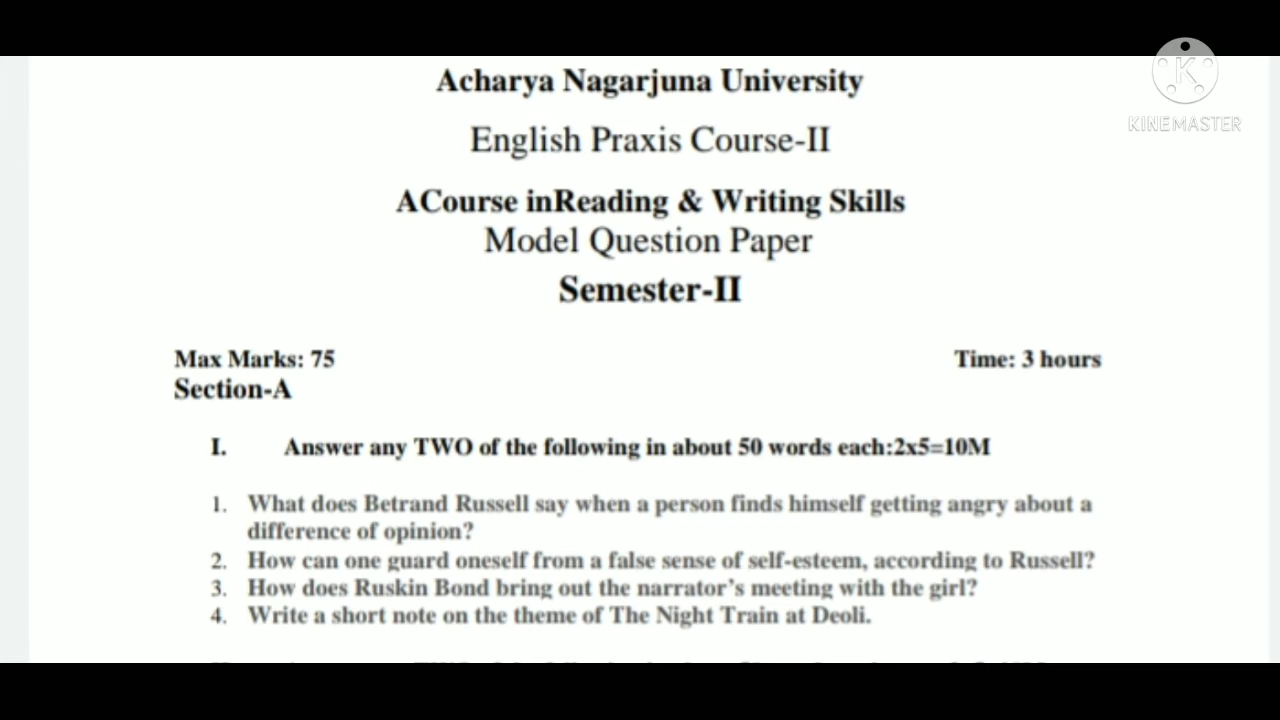 KINEMASTER
Acharya Nagarjuna University
English Praxis Course-II
ACourse inReading & Writing Skills
Model Question Paper
Semester-II
Max Marks: 75 Time: 3 hours
Section-A
I. Answer any TWO of the following in about 50 words each:2x5=10M
1. What does Betrand Russell say when a person finds himself getting angry about a
difference of opinion?
2. How can one guard oneself from a false sense of self-esteem, according to Russell?
3. How does Ruskin Bond bring out the narrator's meeting with the girl?
4. Write a short note on the theme of The Night Train at Deoli.